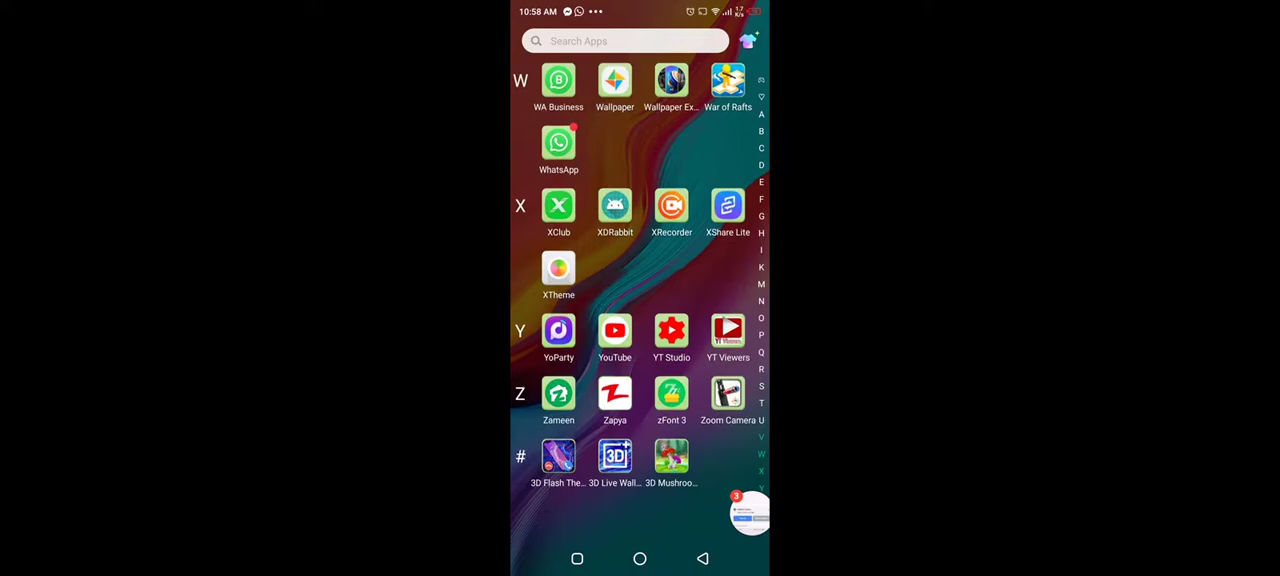 10:58 AM
1.7
K/s
Search Apps
W
WA Business
Wallpaper
Wallpaper Ex...
War of Rafts
WhatsApp
X
XClub
XDRabbit
XRecorder
XShare Lite
XTheme
Y
YoParty
YouTube
YT Studio
YT Viewers
Z
Zameen
Zapya
zFont 3
Zoom Camera
#
3D Flash The...
3D Live Wall...
3D Mushroo...
A
B
C
D
E
F
G
H
I
K
M
N
O
P
Q
R
S
T
U
V
W
X
Y
3